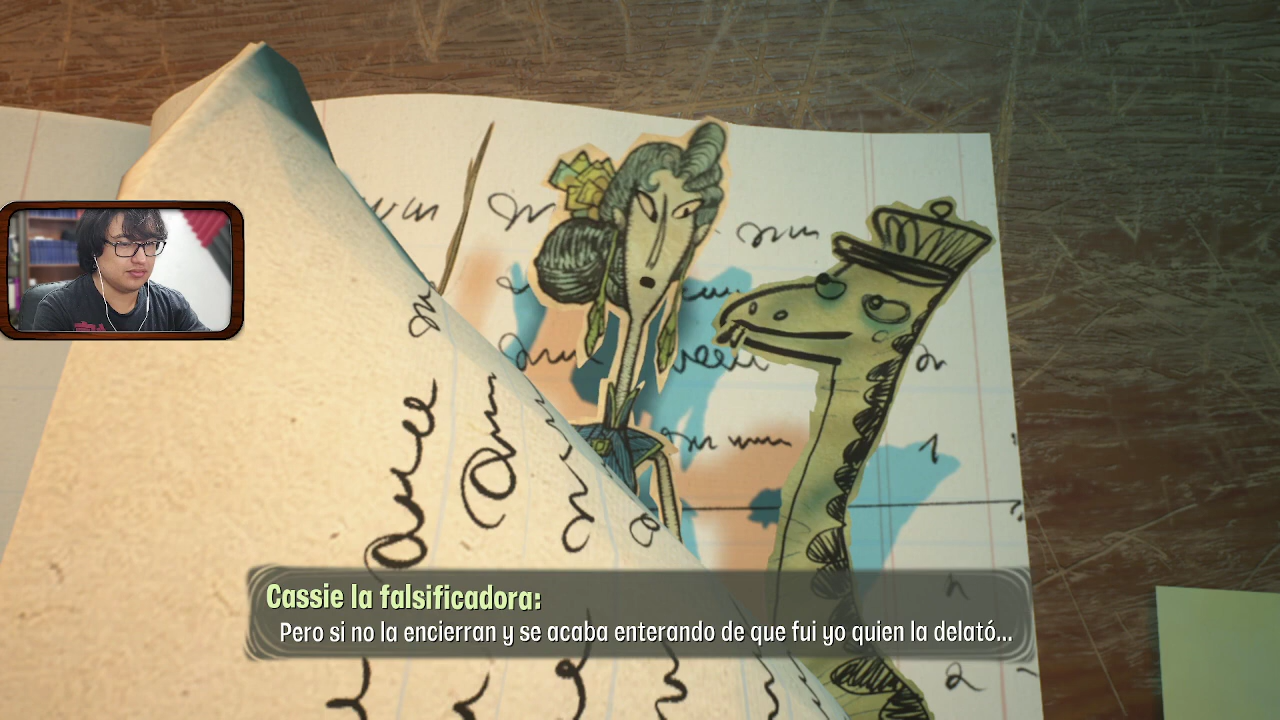 Cassie la falsificadora:
Pero si no la encierran y se acaba enterando de que fui yo quien la delató...